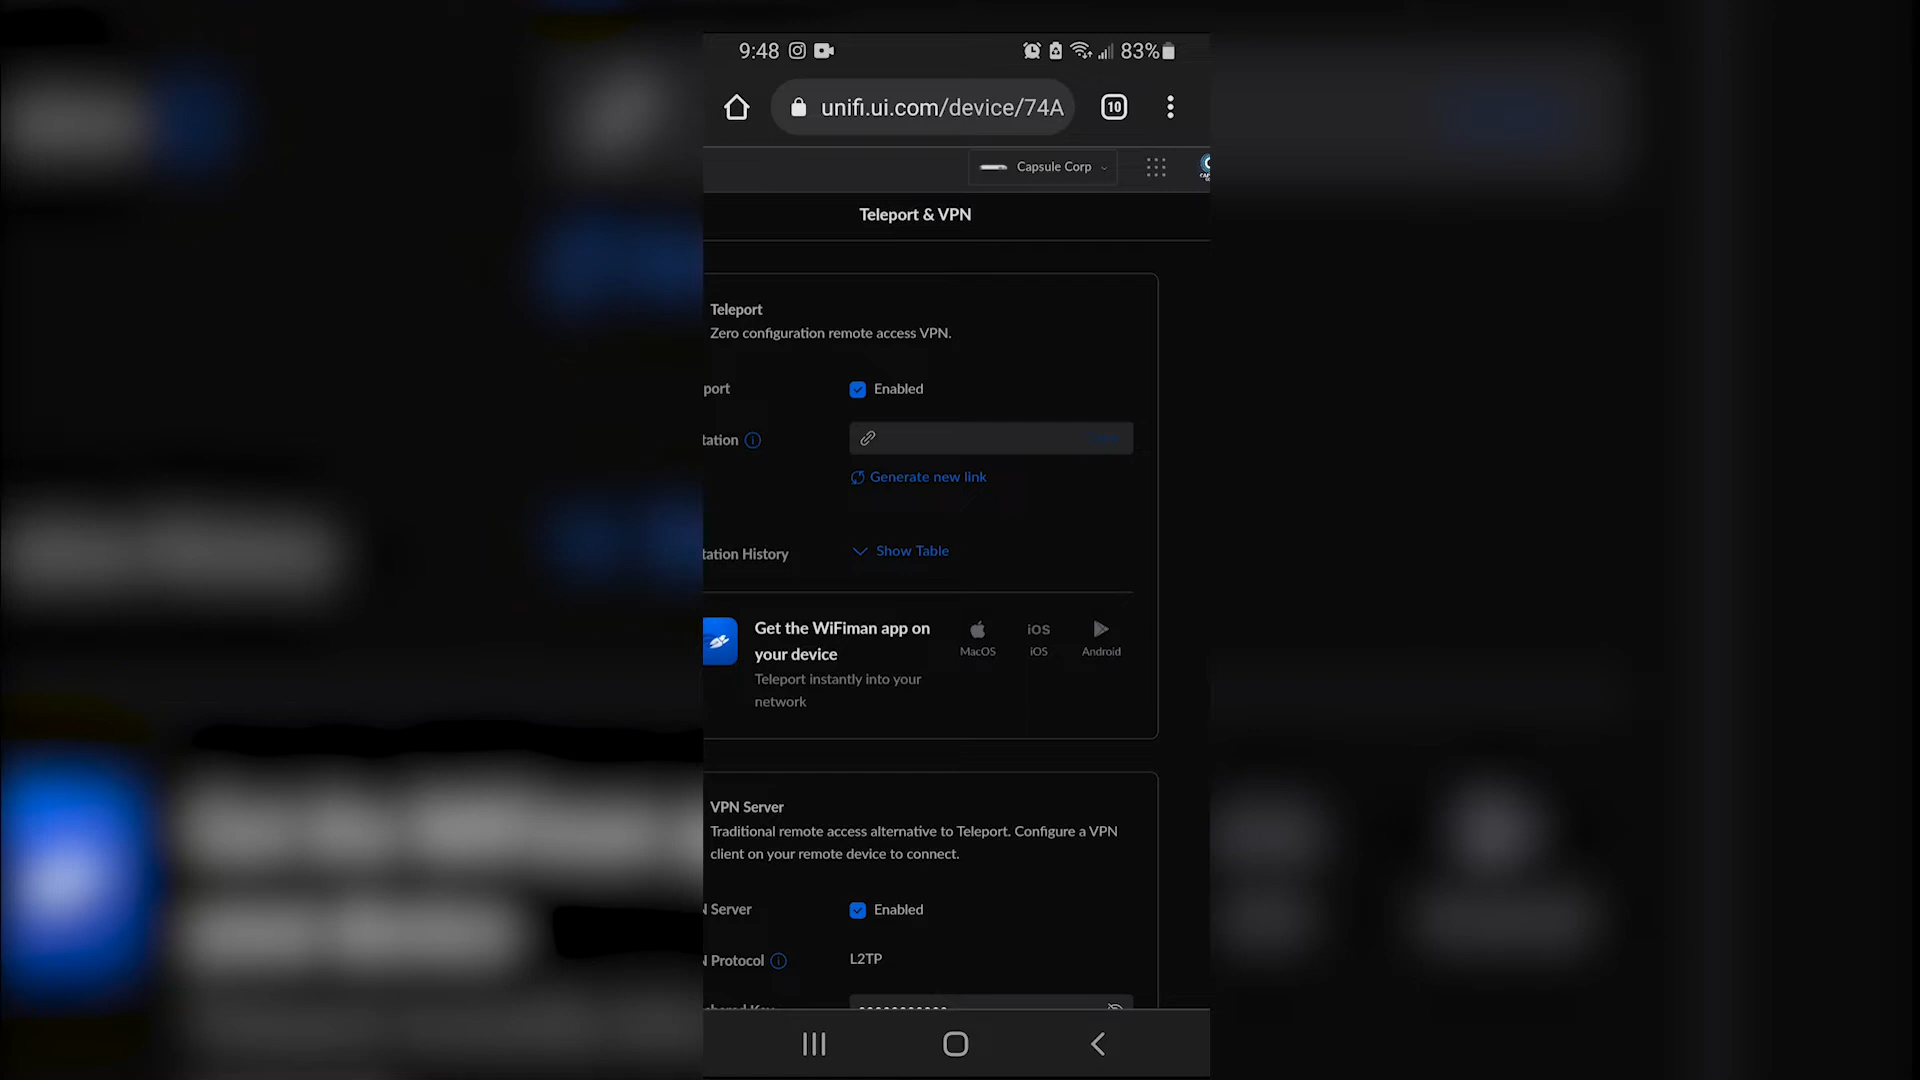 9:48 83%
unifi.ui.com/device/74A 10
Capsule Corp
Teleport & VPN
Teleport
Zero configuration remote access VPN.
port Enabled
tation
Generate new link
tation History Show Table
Get the WiFiman app on
your device
Teleport instantly into your
network
MacOS
iOS
iOS
Android
VPN Server
Traditional remote access alternative to Teleport. Configure a VPN
client on your remote device to connect.
N Server Enabled
N Protocol L2TP